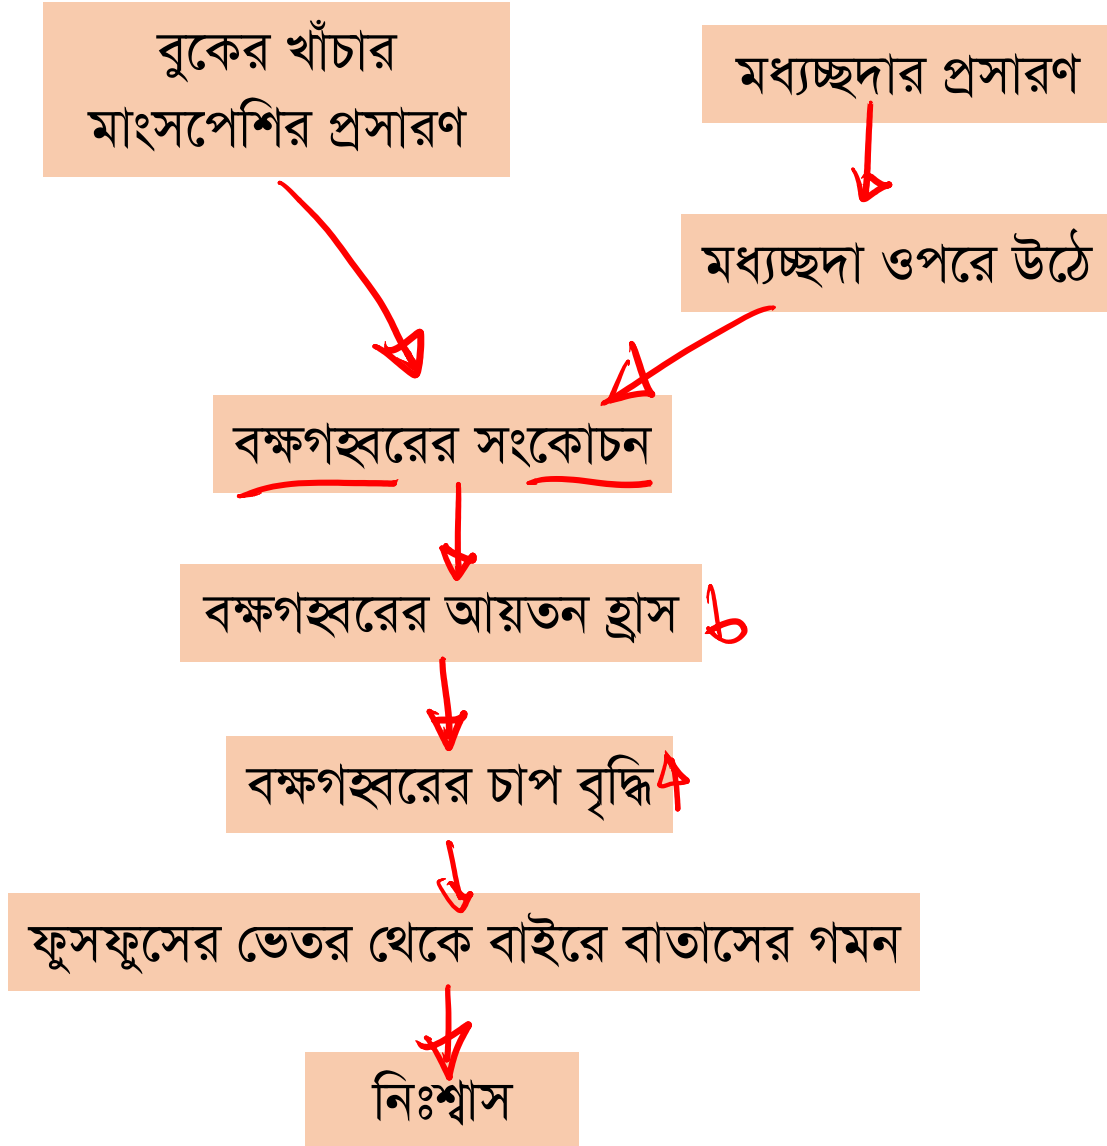 বুকের খাঁচার
মাংসপেশির প্রসারণ
মধ্যচ্ছদার প্রসারণ
মধ্যচ্ছদা ওপরে উঠে
বক্ষগহ্বরের সংকোচন
বক্ষগহ্বরের আয়তন হ্রাস
বক্ষগহ্বরের চাপ বৃদ্ধি
ফুসফুসের ভেতর থেকে বাইরে বাতাসের গমন
নিঃশ্বাস